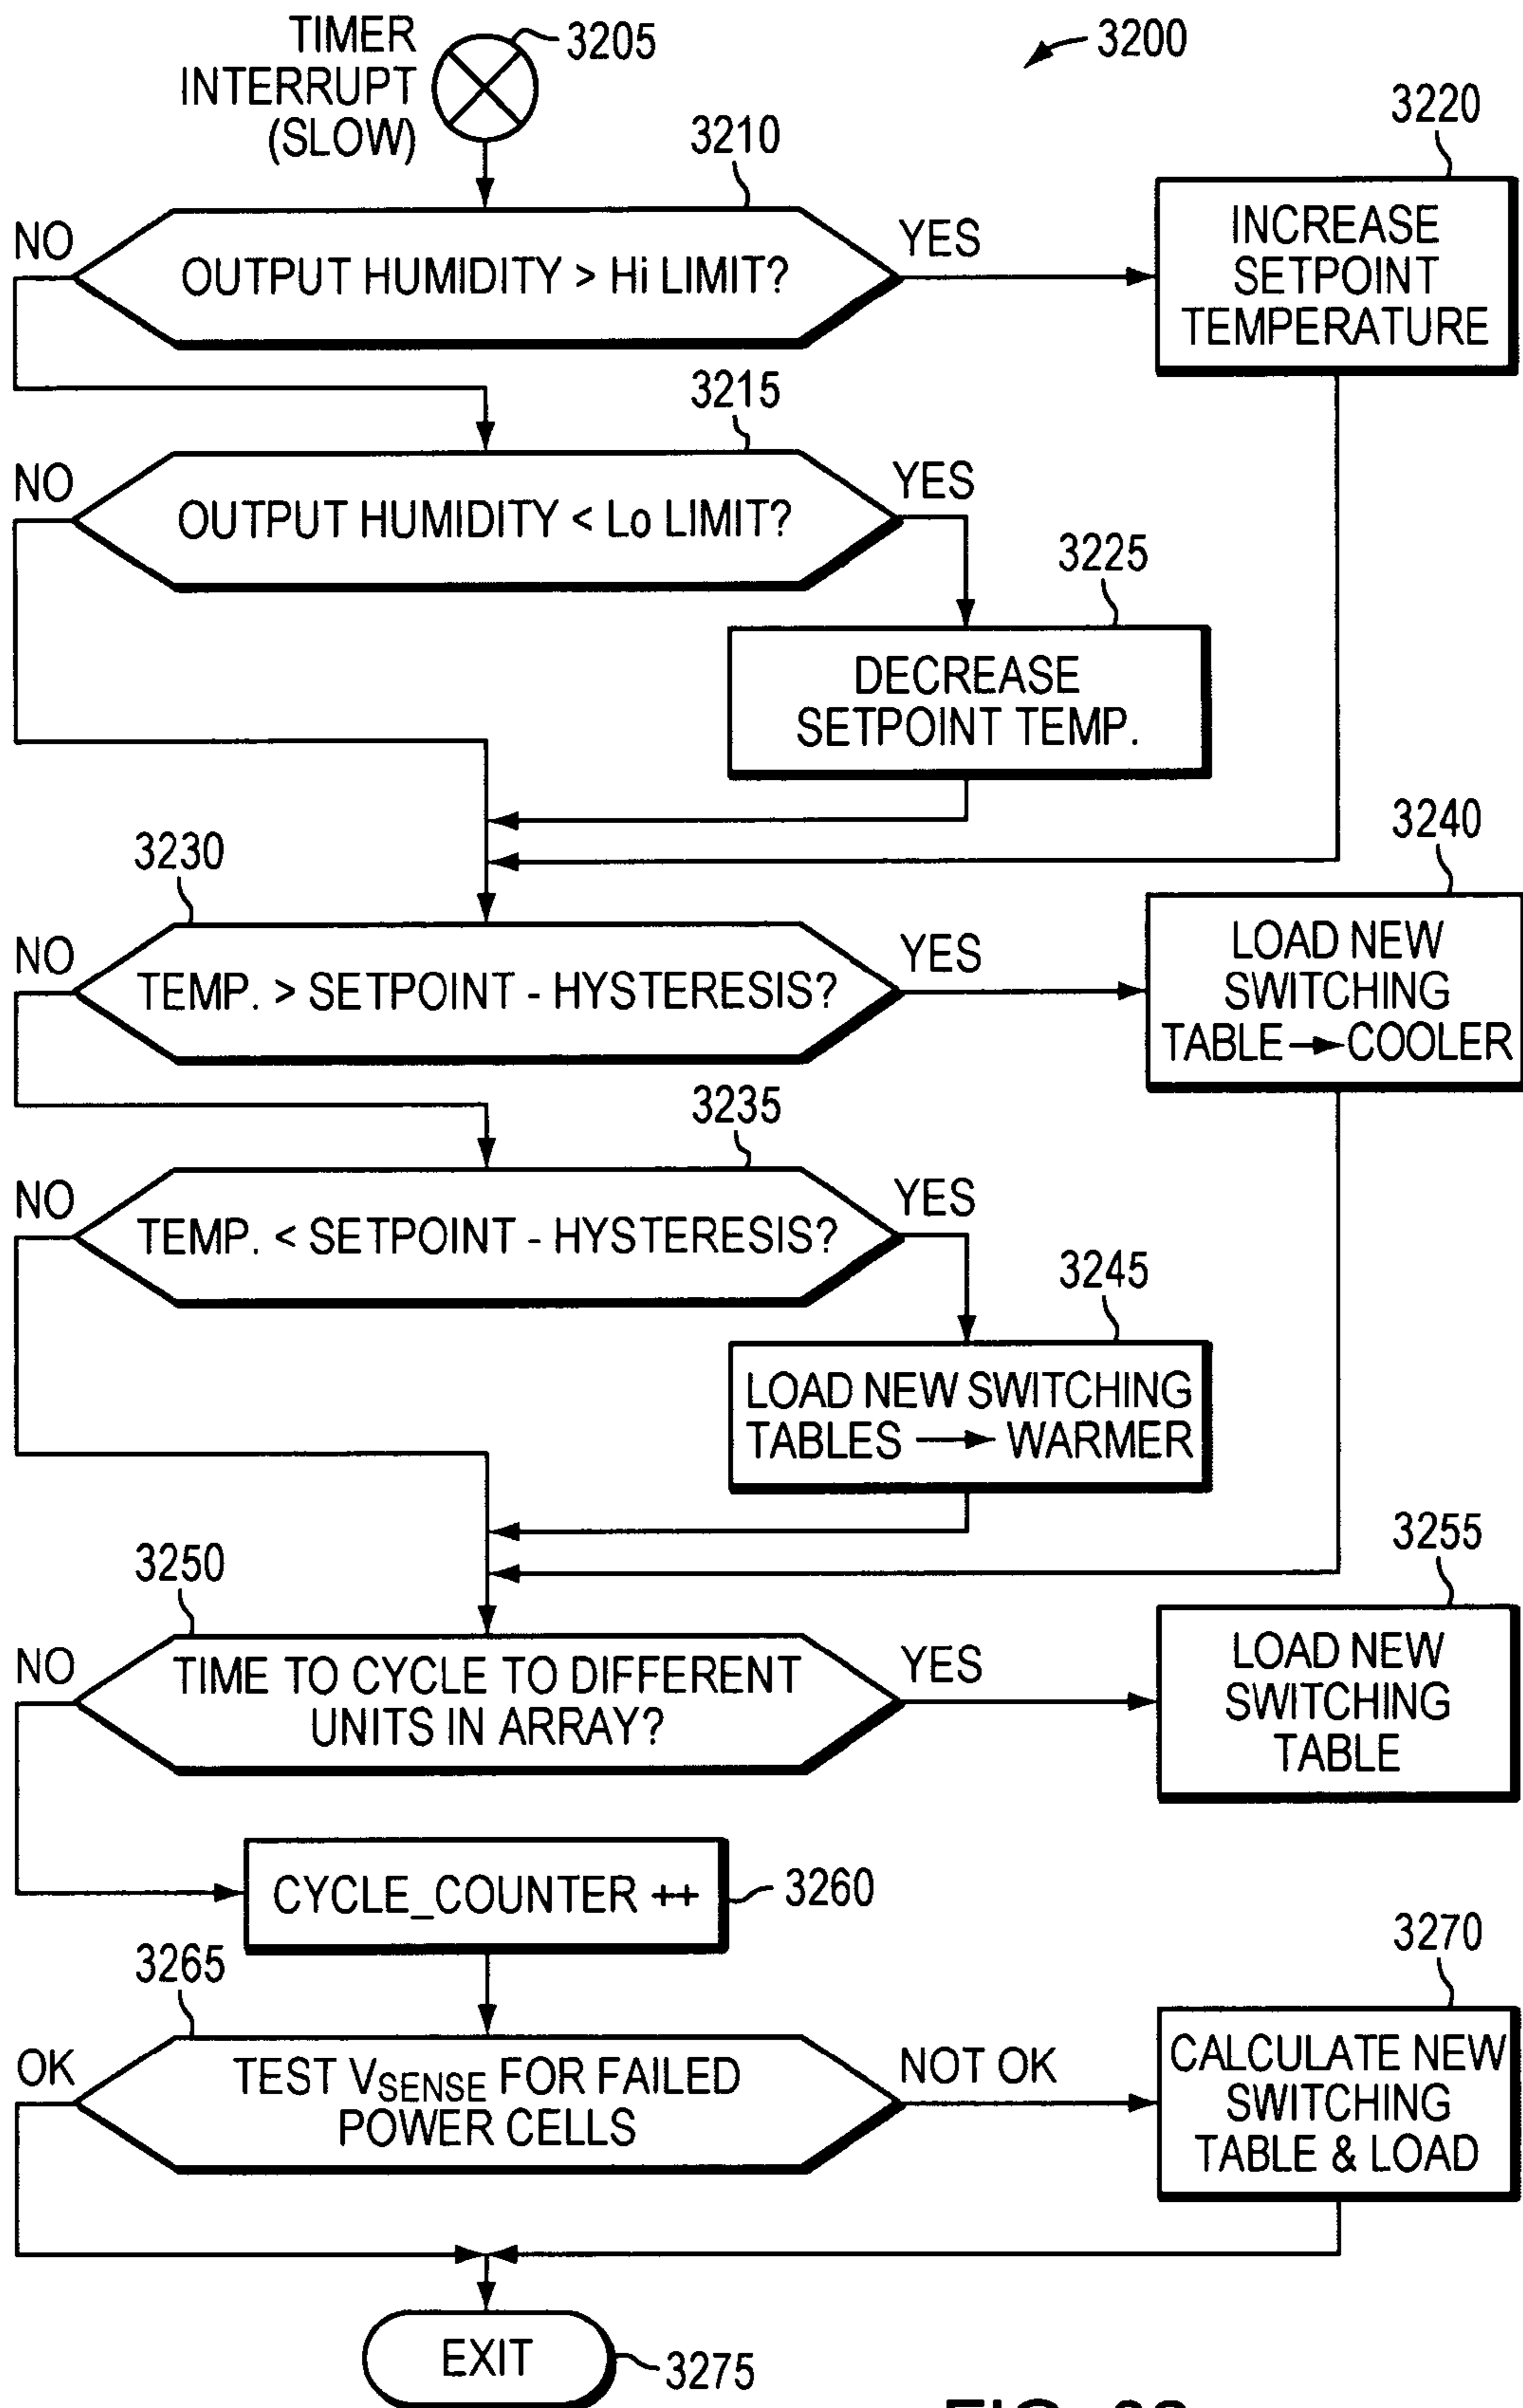 TIMER
INTERRUPT
(SLOW)
3205
3200
3210
3220
NO
OUTPUT HUMIDITY > Hi LIMIT?
YES
INCREASE
SETPOINT
TEMPERATURE
3215
NO
OUTPUT HUMIDITY < Lo LIMIT?
YES
3225
DECREASE
SETPOINT TEMP.
3230
3240
NO
TEMP. > SETPOINT - HYSTERESIS?
YES
LOAD NEW
SWITCHING
TABLE → COOLER
3235
NO
TEMP. < SETPOINT - HYSTERESIS?
YES
3245
LOAD NEW SWITCHING
TABLES → WARMER
3250
3255
NO
TIME TO CYCLE TO DIFFERENT
UNITS IN ARRAY?
YES
LOAD NEW
SWITCHING
TABLE
CYCLE_COUNTER ++
3260
3265
3270
OK
TEST VSENSE FOR FAILED
POWER CELLS
NOT OK
CALCULATE NEW
SWITCHING
TABLE & LOAD
EXIT
3275